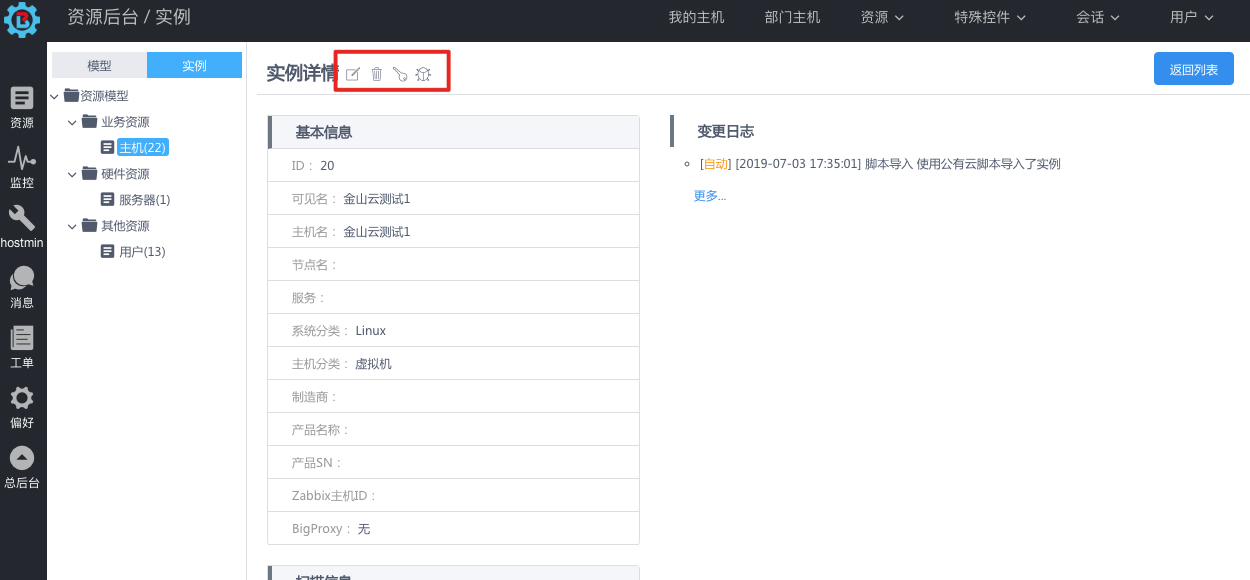 资源后台 / 实例
我的主机 部门主机 资源 特殊控件 会话 用户
资源
监控
hostmin
消息
工单
偏好
总后台
模型 实例
资源模型
业务资源
主机(22)
硬件资源
服务器(1)
其他资源
用户(13)
实例详情
返回列表
基本信息
ID： 20
可见名： 金山云测试1
主机名： 金山云测试1
节点名：
服务：
系统分类： Linux
主机分类： 虚拟机
制造商：
产品名称：
产品SN：
Zabbix主机ID：
BigProxy： 无
扫描信息
变更日志
[自动] [2019-07-03 17:35:01] 脚本导入 使用公有云脚本导入了实例
更多...